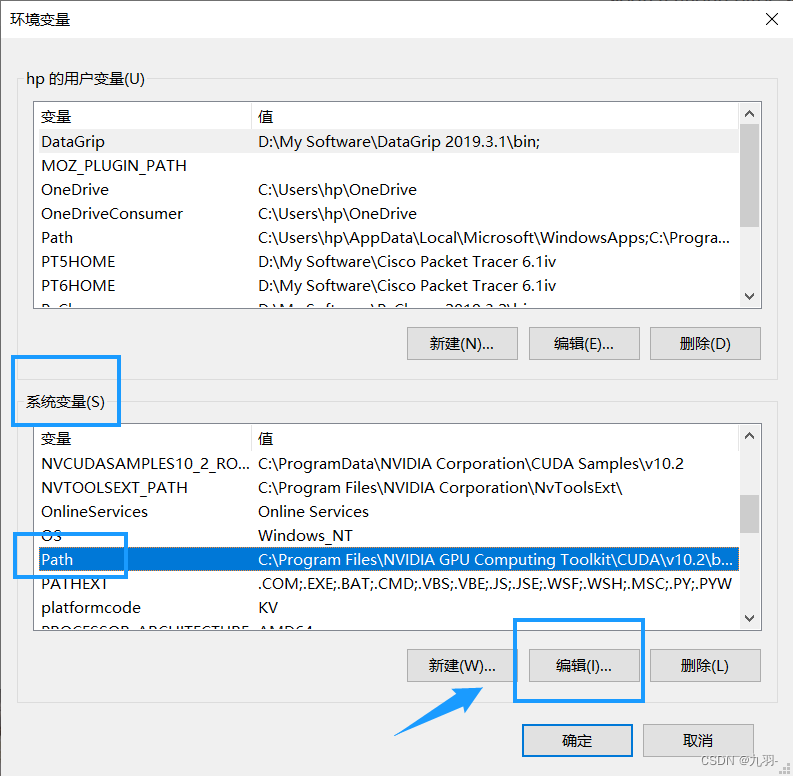 环境变量
hp 的用户变量(U)
变量 值
DataGrip D:\My Software\DataGrip 2019.3.1\bin;
MOZ_PLUGIN_PATH
OneDrive C:\Users\hp\OneDrive
OneDriveConsumer C:\Users\hp\OneDrive
Path C:\Users\hp\AppData\Local\Microsoft\WindowsApps;C:\Progra...
PT5HOME D:\My Software\Cisco Packet Tracer 6.1iv
PT6HOME D:\My Software\Cisco Packet Tracer 6.1iv
新建(N)... 编辑(E)... 删除(D)
系统变量(S)
变量 值
NVCUDASAMPLES10_2_RO... C:\ProgramData\NVIDIA Corporation\CUDA Samples\v10.2
NVTOOLSEXT_PATH C:\Program Files\NVIDIA Corporation\NvToolsExt\
OnlineServices Online Services
OS Windows_NT
Path C:\Program Files\NVIDIA GPU Computing Toolkit\CUDA\v10.2\b...
PATHEXT .COM;.EXE;.BAT;.CMD;.VBS;.VBE;.JS;.JSE;.WSF;.WSH;.MSC;.PY;.PYW
platformcode KV
PROCESSOR_ARCHITECTURE AMD64
新建(W)... 编辑(I)... 删除(L)
确定 取消
CSDN @九羽-